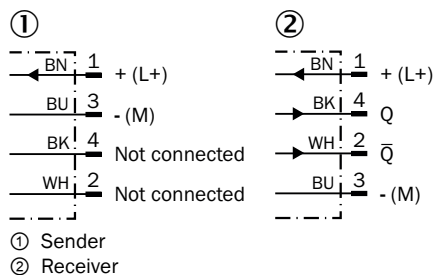 ① ②
BN 1 + (L+)
BU 3 - (M)
BK 4 Not connected
WH 2 Not connected
BN 1 + (L+)
BK 4 Q
WH 2 Q̅
BU 3 - (M)
① Sender
② Receiver